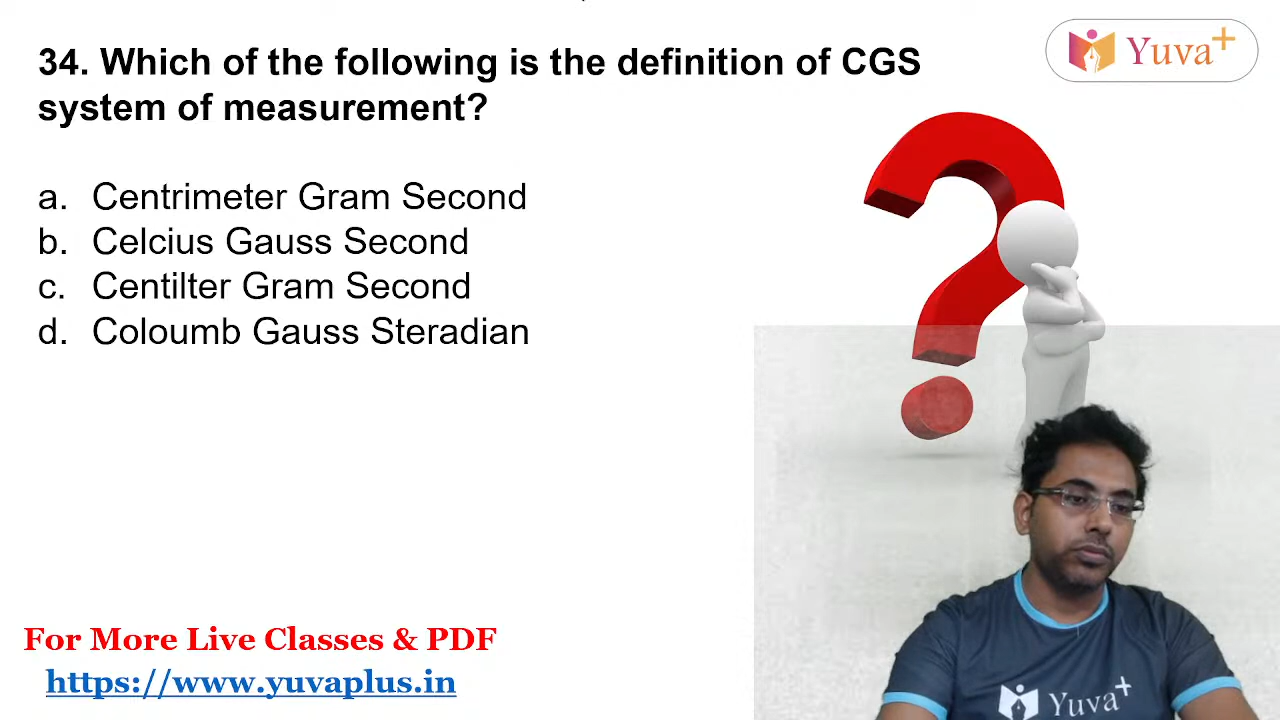 34. Which of the following is the definition of CGS
system of measurement?
Yuva+
a. Centrimeter Gram Second
b. Celcius Gauss Second
c. Centilter Gram Second
d. Coloumb Gauss Steradian
For More Live Classes & PDF
https://www.yuvaplus.in
Yuva+